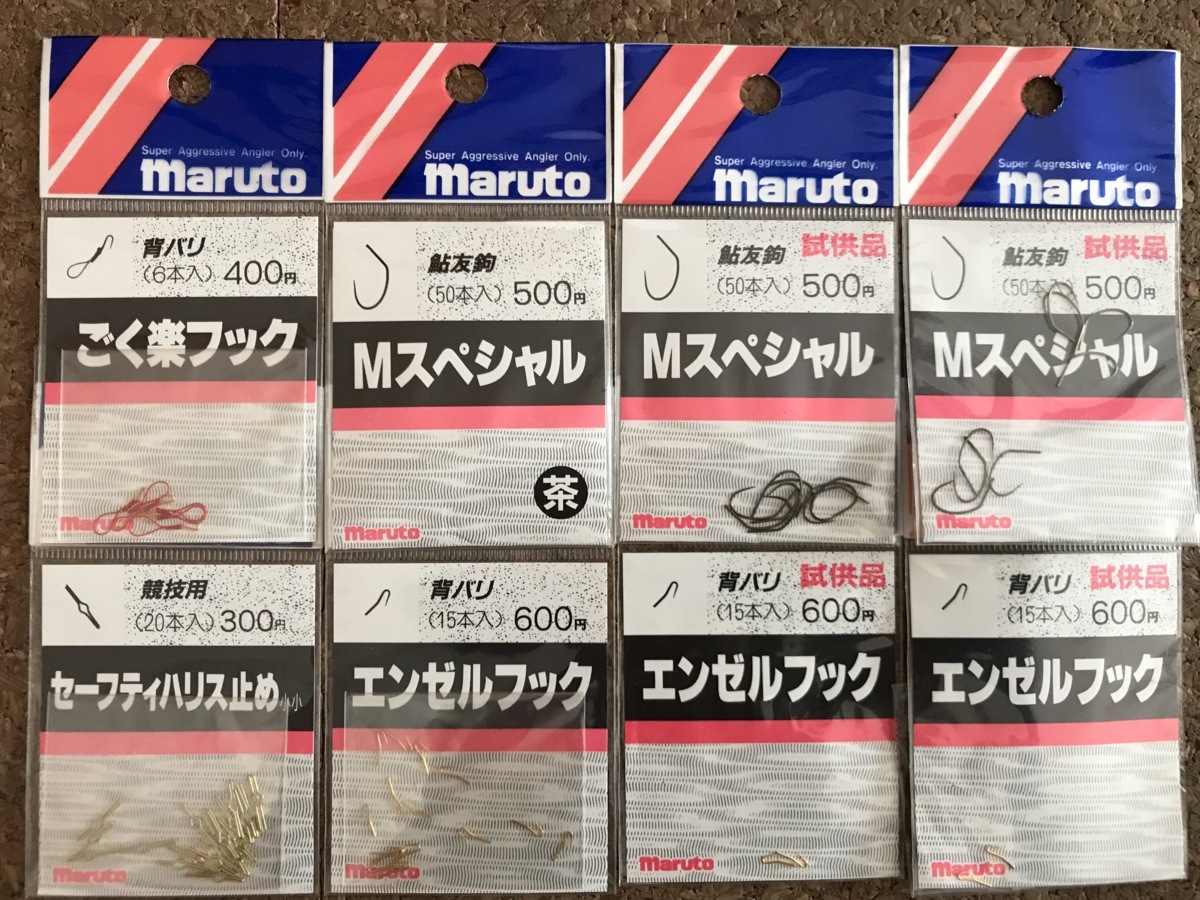 Super Aggressive Angler Only.
maruto
背バリ
(6本入) 400円
ごく楽フック
maruto
Super Aggressive Angler Only.
maruto
鮎友鈎
(50本入) 500円
Mスペシャル
茶
maruto
Super Aggressive Angler Only.
maruto
鮎友鈎 試供品
(50本入) 500円
Mスペシャル
maruto
Super Aggressive Angler Only.
maruto
鮎友鈎 試供品
(50本入) 500円
Mスペシャル
maruto
競技用
(20本入) 300円
セーフティハリス止め小小
maruto
背バリ
(15本入) 600円
エンゼルフック
maruto
背バリ 試供品
(15本入) 600円
エンゼルフック
maruto
背バリ 試供品
(15本入) 600円
エンゼルフック
maruto